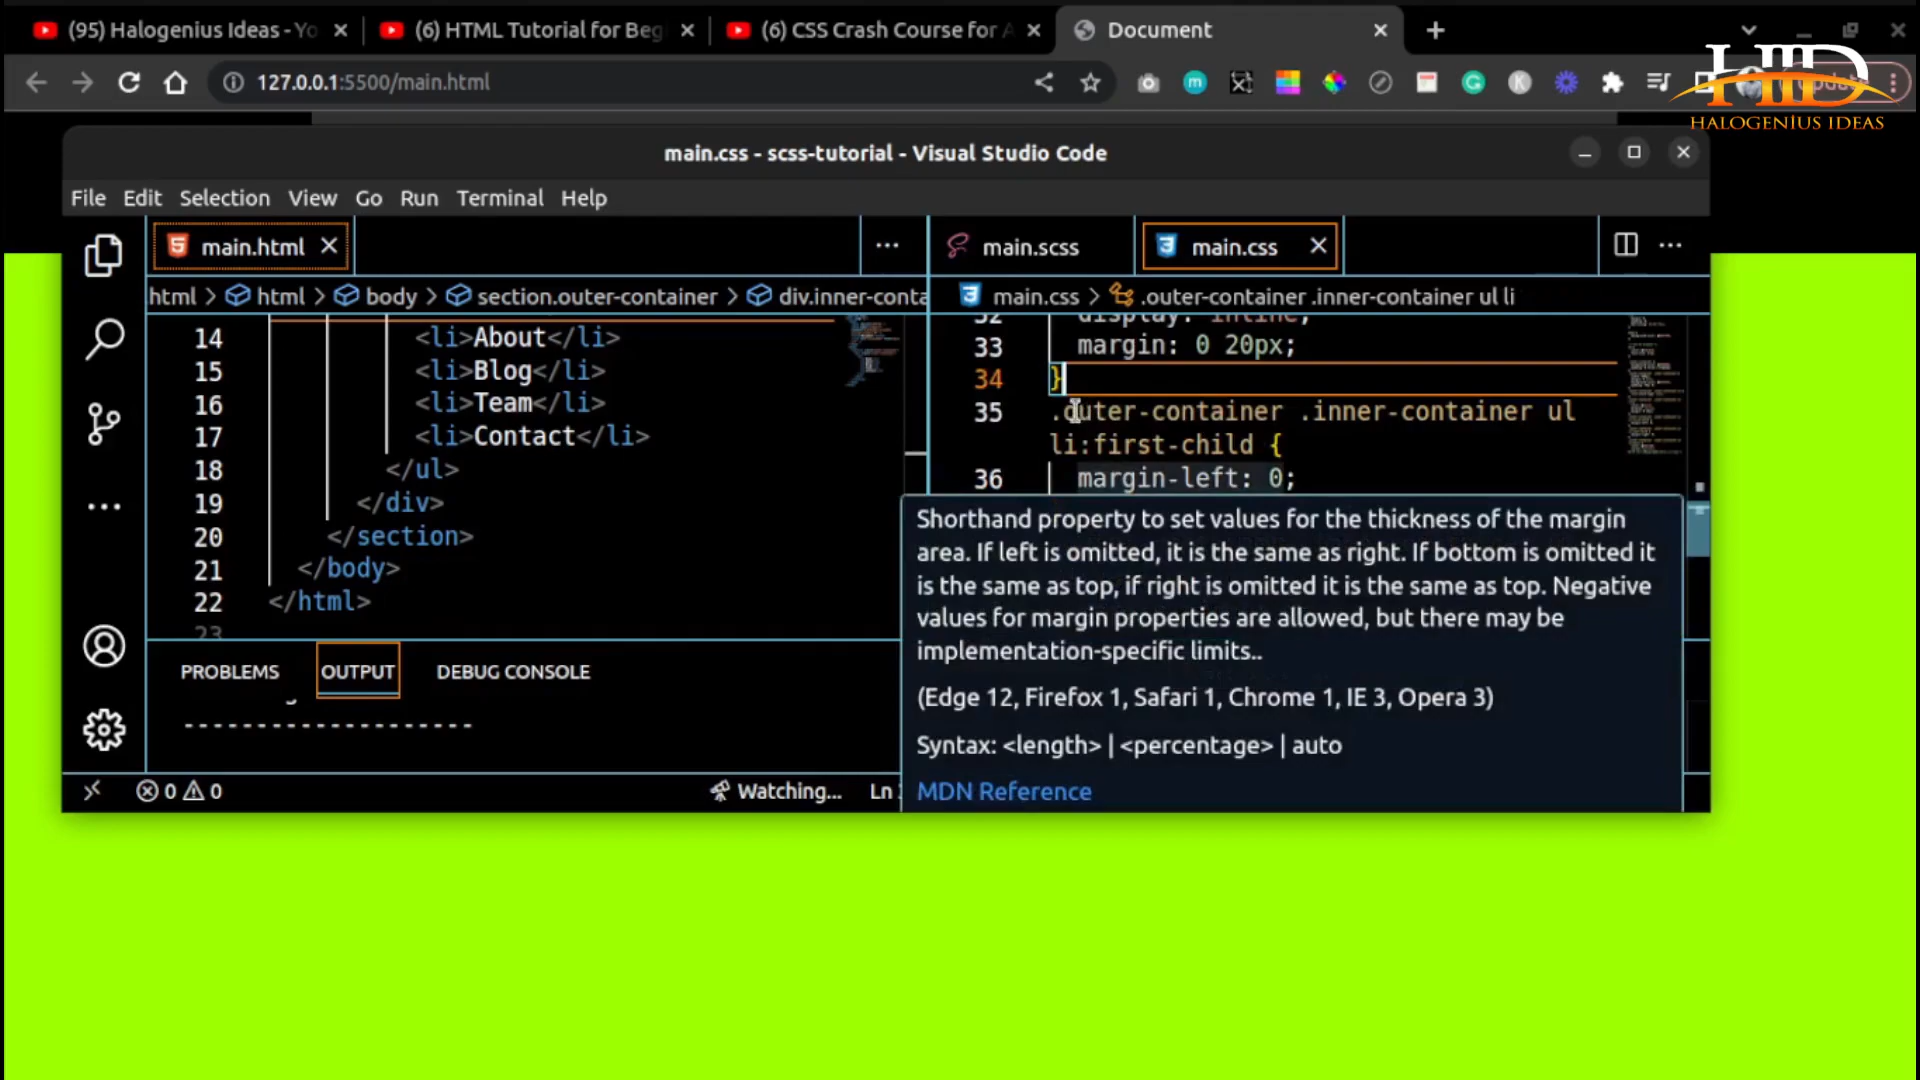 (95) Halogenius Ideas - Yo
(6) HTML Tutorial for Beg
(6) CSS Crash Course for A
Document
127.0.0.1:5500/main.html
Update
HID
HALOGENIUS IDEAS
main.css - scss-tutorial - Visual Studio Code
File Edit Selection View Go Run Terminal Help
main.html
main.scss
main.css
html > html > body > section.outer-container > div.inner-conta
main.css > .outer-container .inner-container ul li
14 <li>About</li>
15 <li>Blog</li>
16 <li>Team</li>
17 <li>Contact</li>
18 </ul>
19 </div>
20 </section>
21 </body>
22 </html>
23
32 display: inline;
33 margin: 0 20px;
34 }
35 .outer-container .inner-container ul
li:first-child {
36 margin-left: 0;
Shorthand property to set values for the thickness of the margin
area. If left is omitted, it is the same as right. If bottom is omitted it
is the same as top, if right is omitted it is the same as top. Negative
values for margin properties are allowed, but there may be
implementation-specific limits..
(Edge 12, Firefox 1, Safari 1, Chrome 1, IE 3, Opera 3)
Syntax: <length> | <percentage> | auto
MDN Reference
PROBLEMS OUTPUT DEBUG CONSOLE
--------------------
0 0
Watching...
Ln